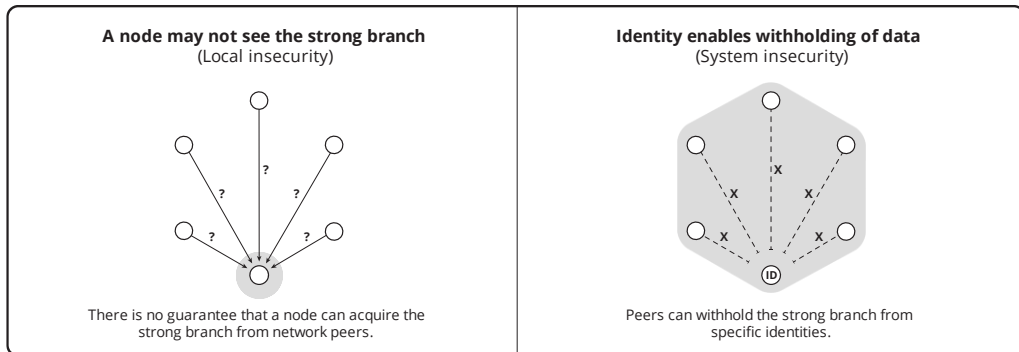 A node may not see the strong branch
(Local insecurity)
?
?
?
?
?
There is no guarantee that a node can acquire the
strong branch from network peers.
Identity enables withholding of data
(System insecurity)
X
X
X
X
X
ID
Peers can withhold the strong branch from
specific identities.